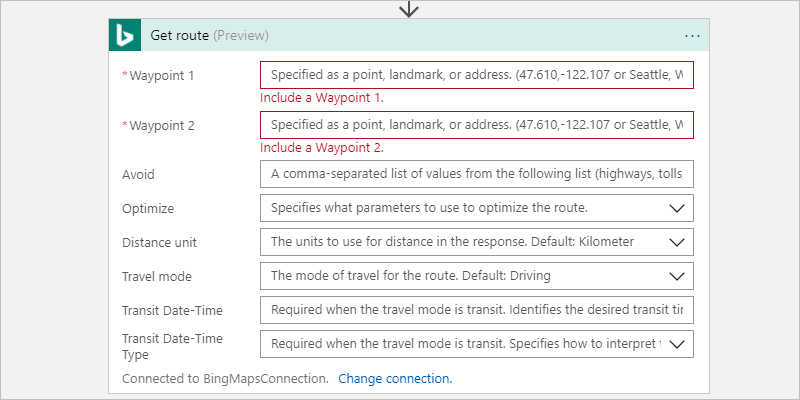 Get route (Preview)
...
*Waypoint 1 Specified as a point, landmark, or address. (47.610,-122.107 or Seattle, W
Include a Waypoint 1.
*Waypoint 2 Specified as a point, landmark, or address. (47.610,-122.107 or Seattle, W
Include a Waypoint 2.
Avoid A comma-separated list of values from the following list (highways, tolls,
Optimize Specifies what parameters to use to optimize the route.
Distance unit The units to use for distance in the response. Default: Kilometer
Travel mode The mode of travel for the route. Default: Driving
Transit Date-Time Required when the travel mode is transit. Identifies the desired transit tir
Transit Date-Time Type Required when the travel mode is transit. Specifies how to interpret t
Connected to BingMapsConnection. Change connection.